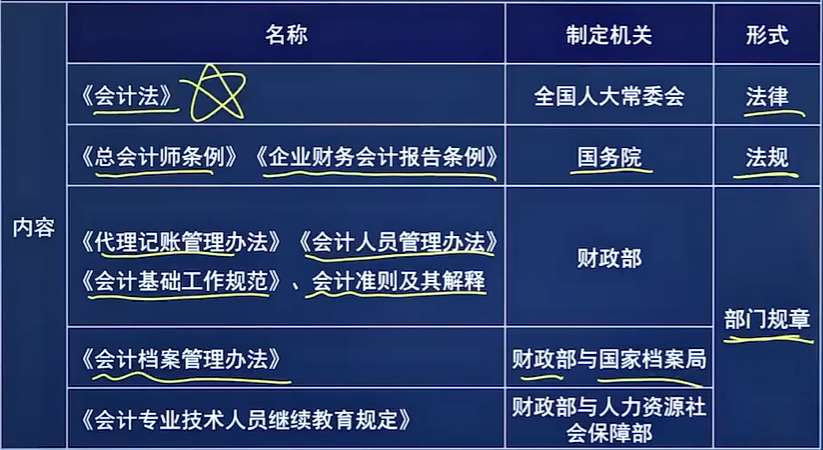 名称
制定机关
形式
内容
《会计法》
全国人大常委会
法律
《总会计师条例》《企业财务会计报告条例》
国务院
法规
《代理记账管理办法》《会计人员管理办法》
《会计基础工作规范》、会计准则及其解释
财政部
部门规章
《会计档案管理办法》
财政部与国家档案局
《会计专业技术人员继续教育规定》
财政部与人力资源社
会保障部